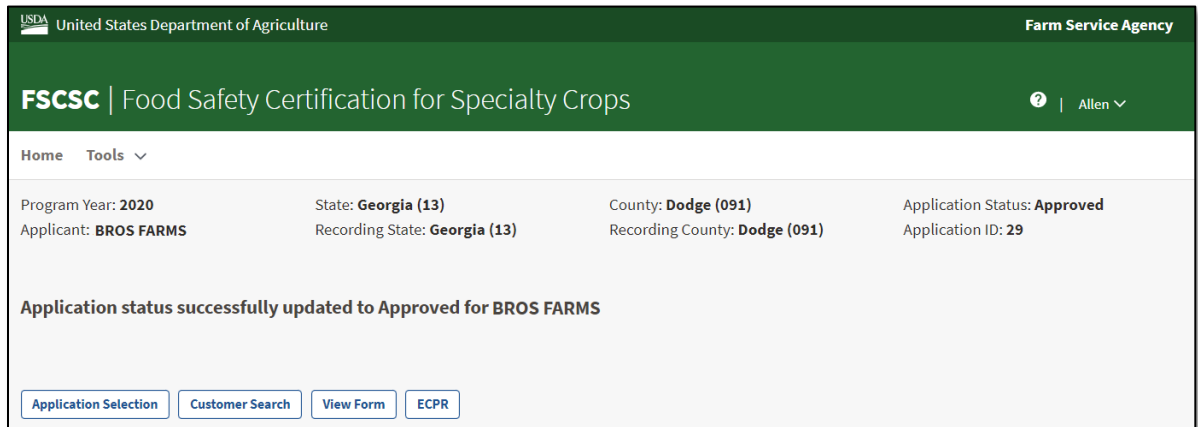 USDA United States Department of Agriculture Farm Service Agency
FSCSC | Food Safety Certification for Specialty Crops ? | Allen
Home Tools
Program Year: 2020 State: Georgia (13) County: Dodge (091) Application Status: Approved
Applicant: BROS FARMS Recording State: Georgia (13) Recording County: Dodge (091) Application ID: 29
Application status successfully updated to Approved for BROS FARMS
Application Selection Customer Search View Form ECPR